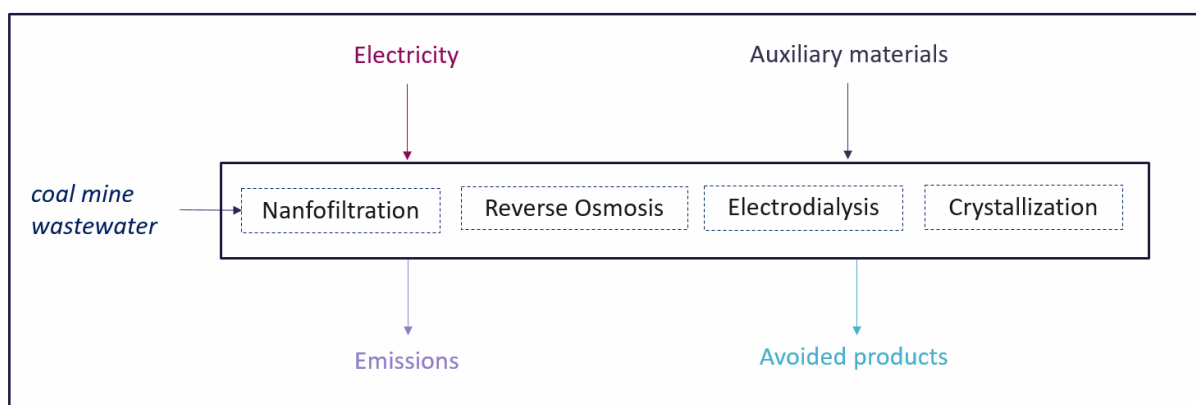 Electricity
Auxiliary materials
coal mine
wastewater
Nanfofiltration
Reverse Osmosis
Electrodialysis
Crystallization
Emissions
Avoided products